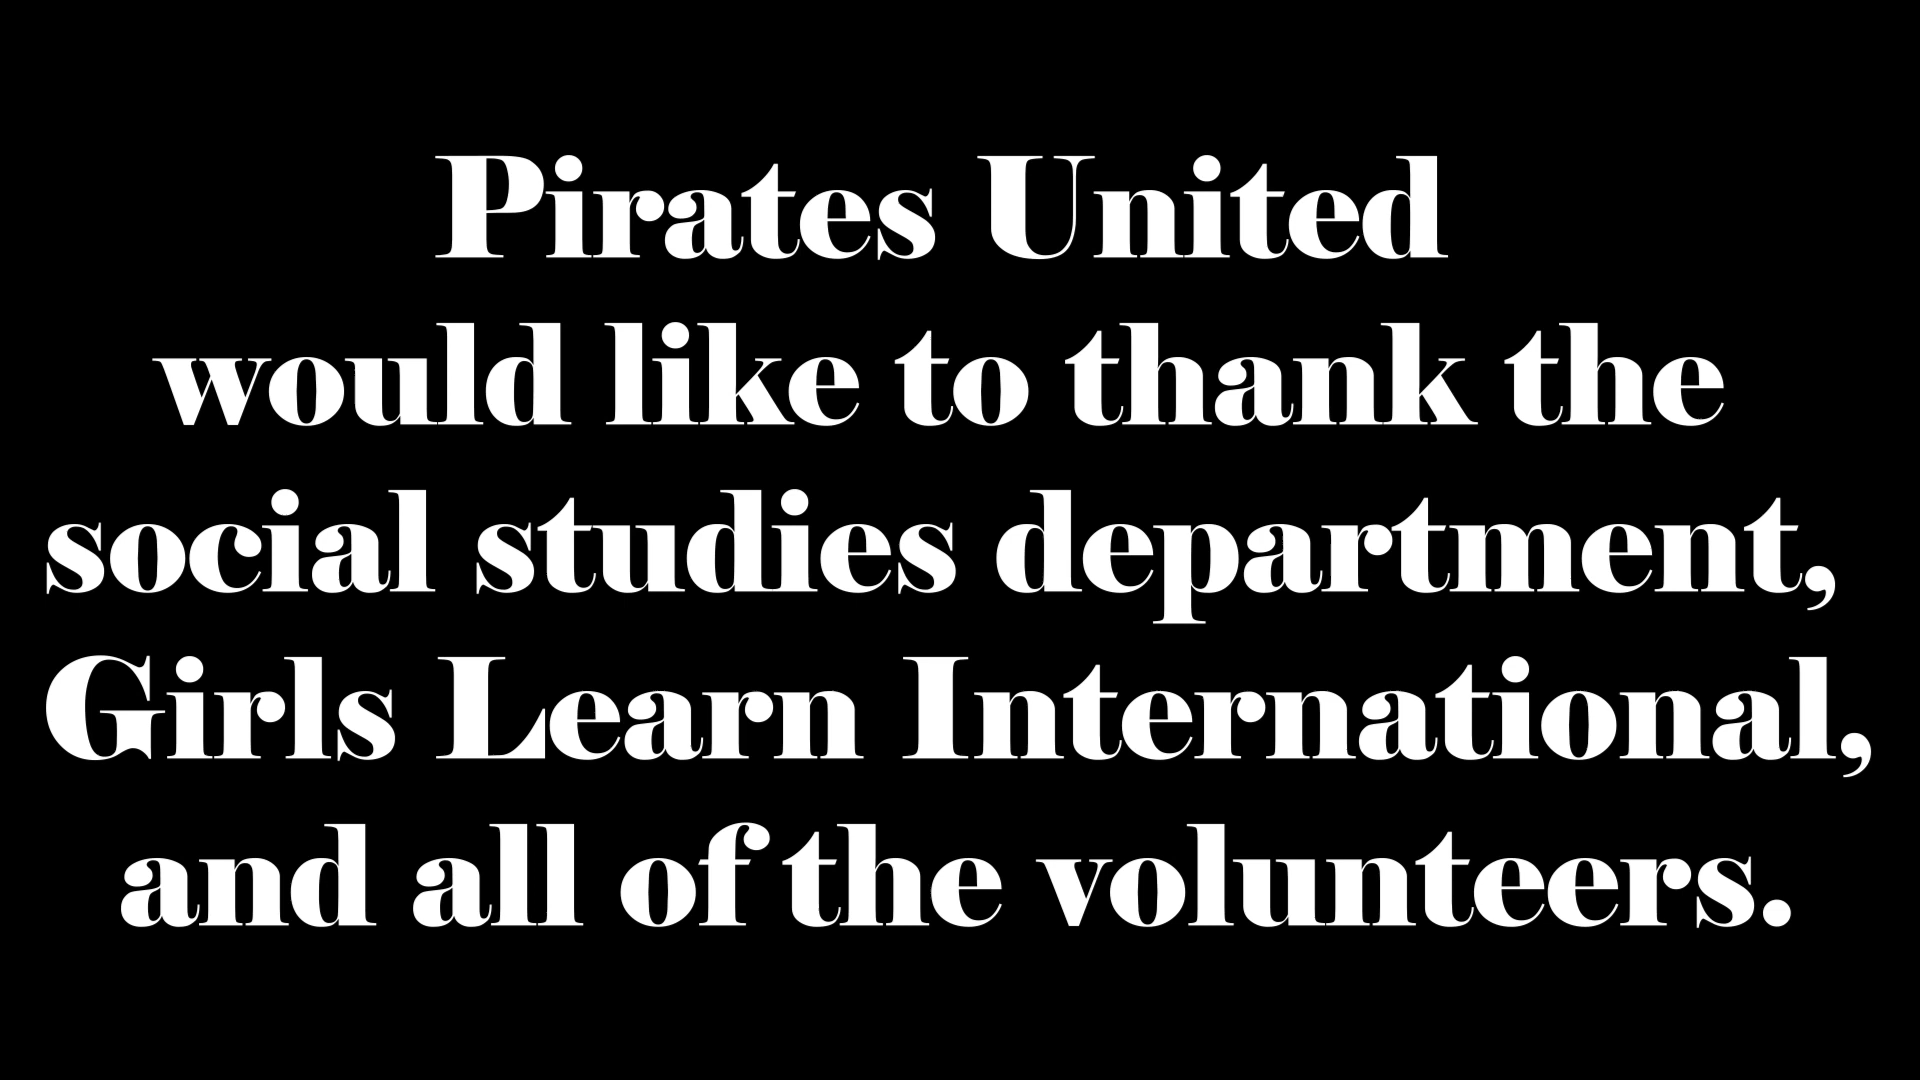 Pirates United
would like to thank the
social studies department,
Girls Learn International,
and all of the volunteers.